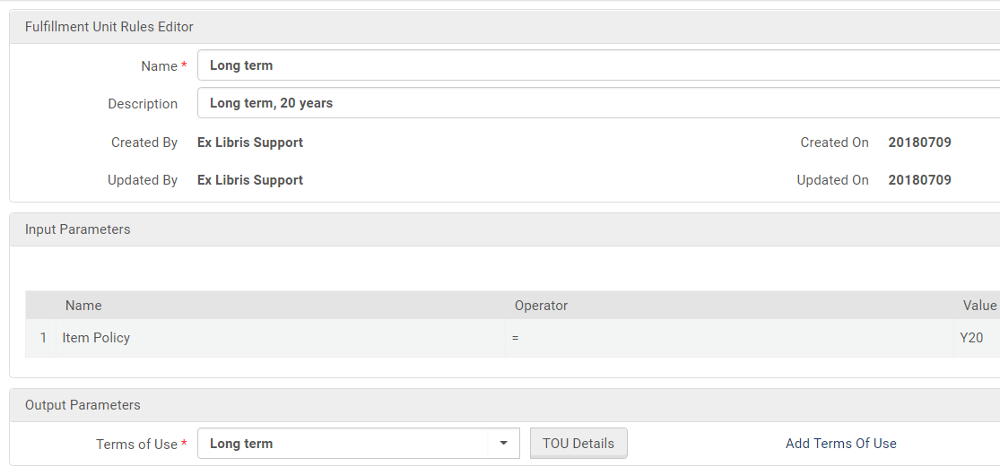 Fulfillment Unit Rules Editor
Name * Long term
Description Long term, 20 years
Created By Ex Libris Support Created On 20180709
Updated By Ex Libris Support Updated On 20180709
Input Parameters
Name Operator Value
1 Item Policy = Y20
Output Parameters
Terms of Use * Long term TOU Details Add Terms Of Use